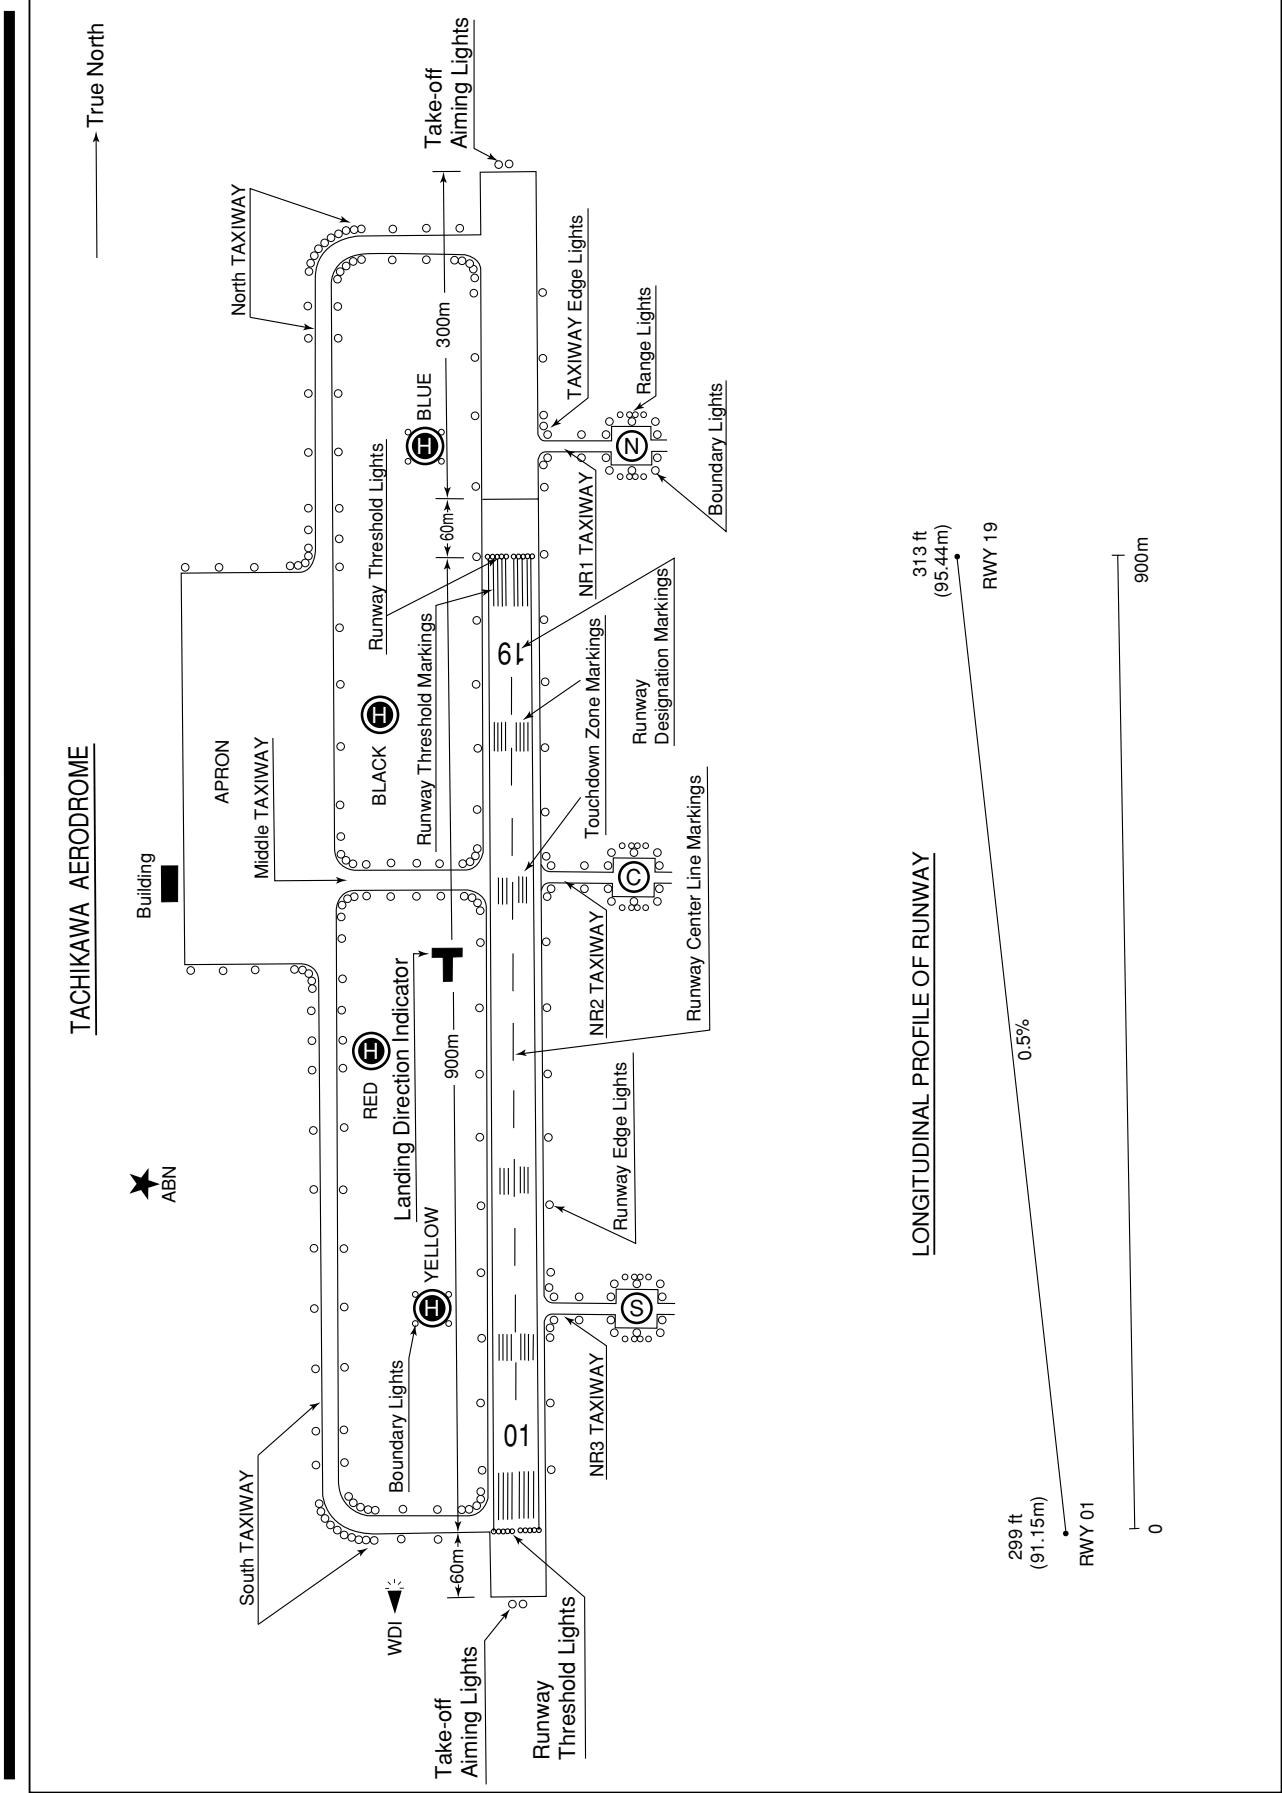 TACHIKAWA AERODROME
True North
Building
APRON
ABN
WDI
North TAXIWAY
Middle TAXIWAY
South TAXIWAY
Take-off
Aiming Lights
300m
60m
900m
60m
H
BLUE
H
BLACK
H
RED
H
YELLOW
Runway Threshold Lights
Runway Threshold Markings
Landing Direction Indicator
Boundary Lights
19
01
Take-off
Aiming Lights
Runway
Threshold Lights
TAXIWAY Edge Lights
Range Lights
Boundary Lights
NR1 TAXIWAY
N
Runway
Designation Markings
Touchdown Zone Markings
Runway Center Line Markings
NR2 TAXIWAY
C
Runway Edge Lights
NR3 TAXIWAY
S
LONGITUDINAL PROFILE OF RUNWAY
299 ft
(91.15m)
RWY 01
0.5%
313 ft
(95.44m)
RWY 19
0
900m